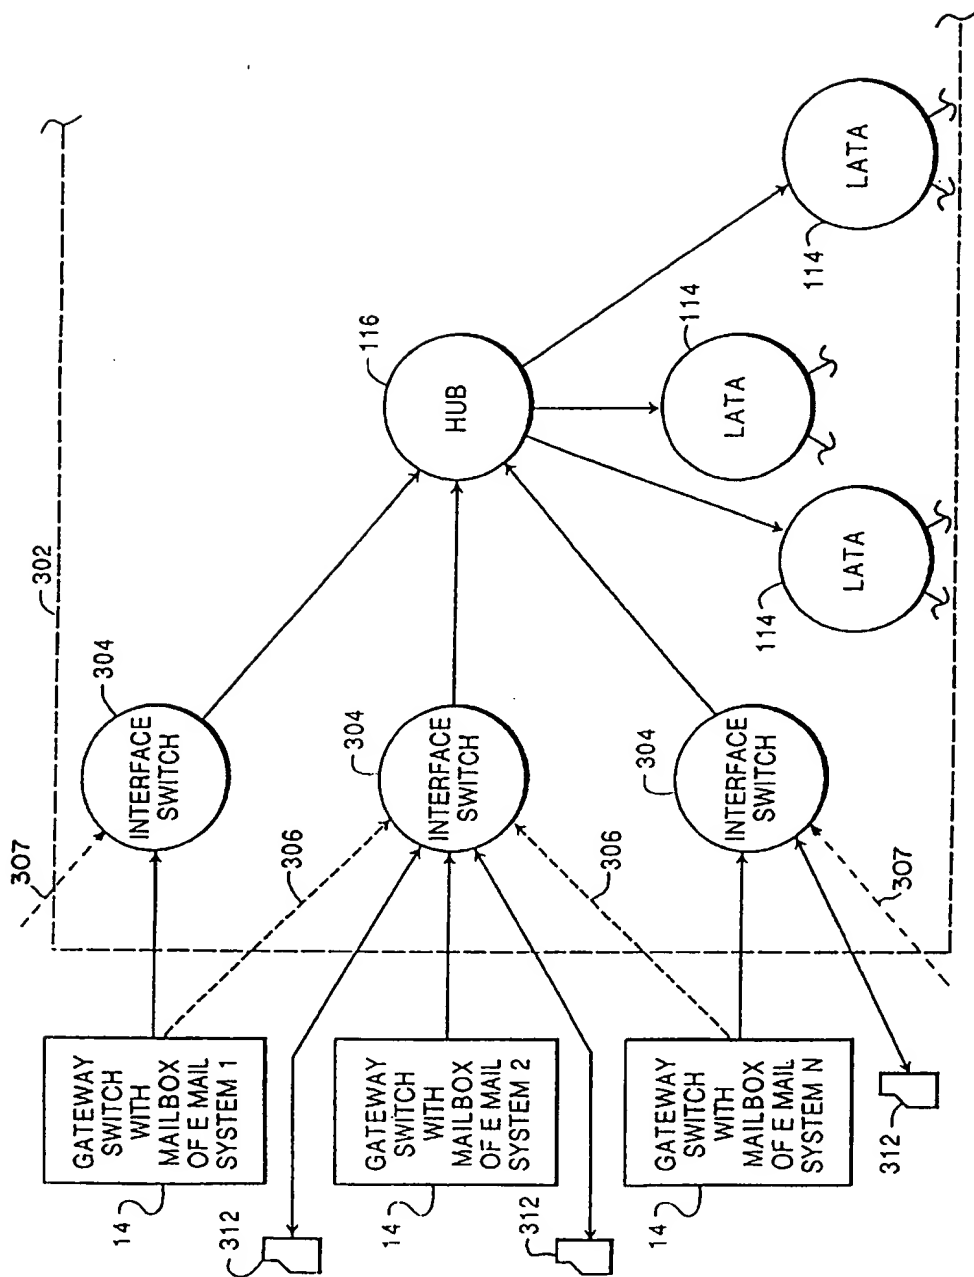 302
307
304
INTERFACE
SWITCH
GATEWAY
SWITCH
WITH
MAILBOX
OF E MAIL
SYSTEM 1
14
312
306
304
INTERFACE
SWITCH
116
HUB
GATEWAY
SWITCH
WITH
MAILBOX
OF E MAIL
SYSTEM 2
14
312
306
304
INTERFACE
SWITCH
307
GATEWAY
SWITCH
WITH
MAILBOX
OF E MAIL
SYSTEM N
14
312
114
LATA
114
LATA
114
LATA